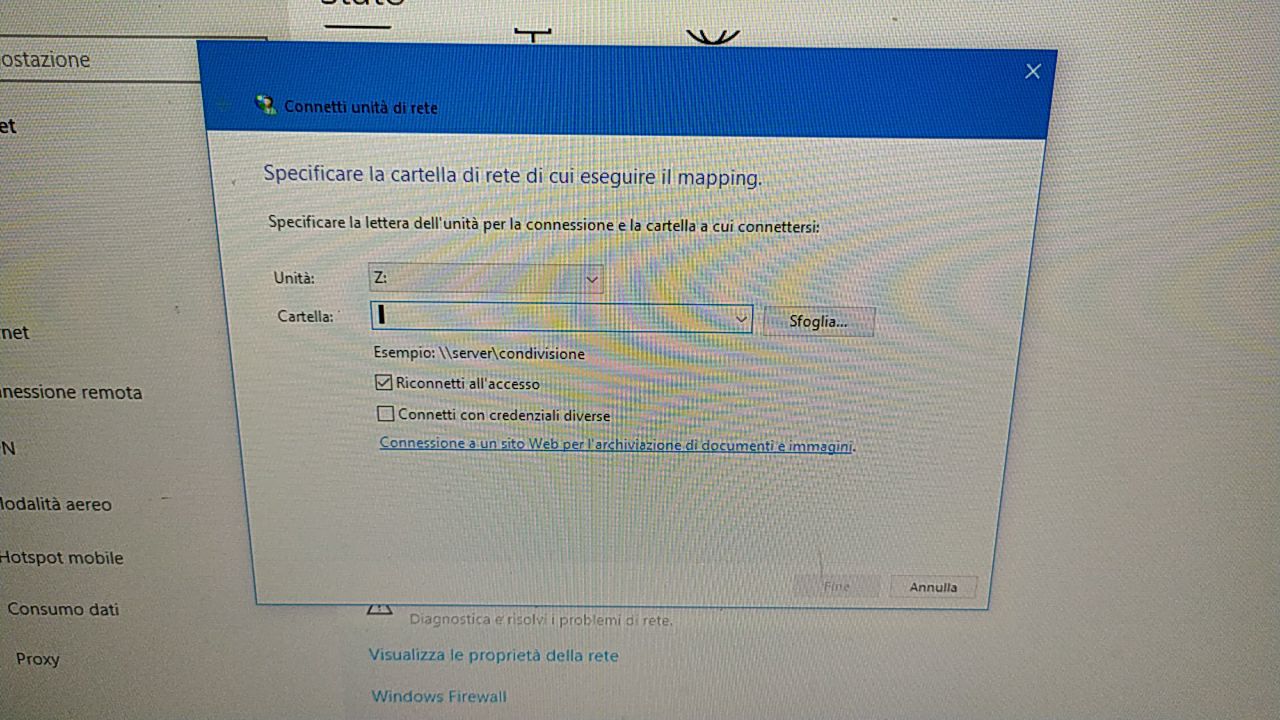 ostazione
Connetti unità di rete
et
Specificare la cartella di rete di cui eseguire il mapping.
Specificare la lettera dell'unità per la connessione e la cartella a cui connettersi:
Unità:
Z:
Cartella:
Sfoglia...
net
Esempio: \\server\condivisione
Riconnetti all'accesso
nnessione remota
Connetti con credenziali diverse
N
Connessione a un sito Web per l'archiviazione di documenti e immagini.
Modalità aereo
Hotspot mobile
Fine
Annulla
Consumo dati
Diagnostica e risolvi i problemi di rete.
Proxy
Visualizza le proprietà della rete
Windows Firewall